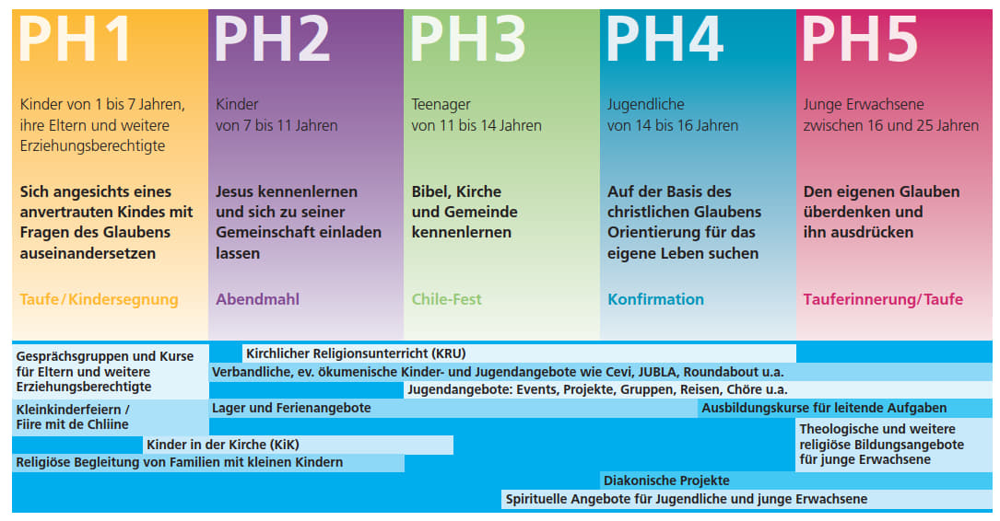 PH1
Kinder von 1 bis 7 Jahren,
ihre Eltern und weitere
Erziehungsberechtigte
Sich angesichts eines
anvertrauten Kindes mit
Fragen des Glaubens
auseinandersetzen
Taufe/Kindersegnung
PH2
Kinder
von 7 bis 11 Jahren
Jesus kennenlernen
und sich zu seiner
Gemeinschaft einladen
lassen
Abendmahl
PH3
Teenager
von 11 bis 14 Jahren
Bibel, Kirche
und Gemeinde
kennenlernen
Chile-Fest
PH4
Jugendliche
von 14 bis 16 Jahren
Auf der Basis des
christlichen Glaubens
Orientierung für das
eigene Leben suchen
Konfirmation
PH5
Junge Erwachsene
zwischen 16 und 25 Jahren
Den eigenen Glauben
überdenken und
ihn ausdrücken
Tauferinnerung/Taufe
Gesprächsgruppen und Kurse
für Eltern und weitere
Erziehungsberechtigte
Kirchlicher Religionsunterricht (KRU)
Verbandliche, ev. ökumenische Kinder- und Jugendangebote wie Cevi, JUBLA, Roundabout u.a.
Jugendangebote: Events, Projekte, Gruppen, Reisen, Chöre u.a.
Kleinkinderfeiern /
Fiire mit de Chliine
Lager und Ferienangebote
Ausbildungskurse für leitende Aufgaben
Theologische und weitere
religiöse Bildungsangebote
für junge Erwachsene
Kinder in der Kirche (KiK)
Religiöse Begleitung von Familien mit kleinen Kindern
Diakonische Projekte
Spirituelle Angebote für Jugendliche und junge Erwachsene